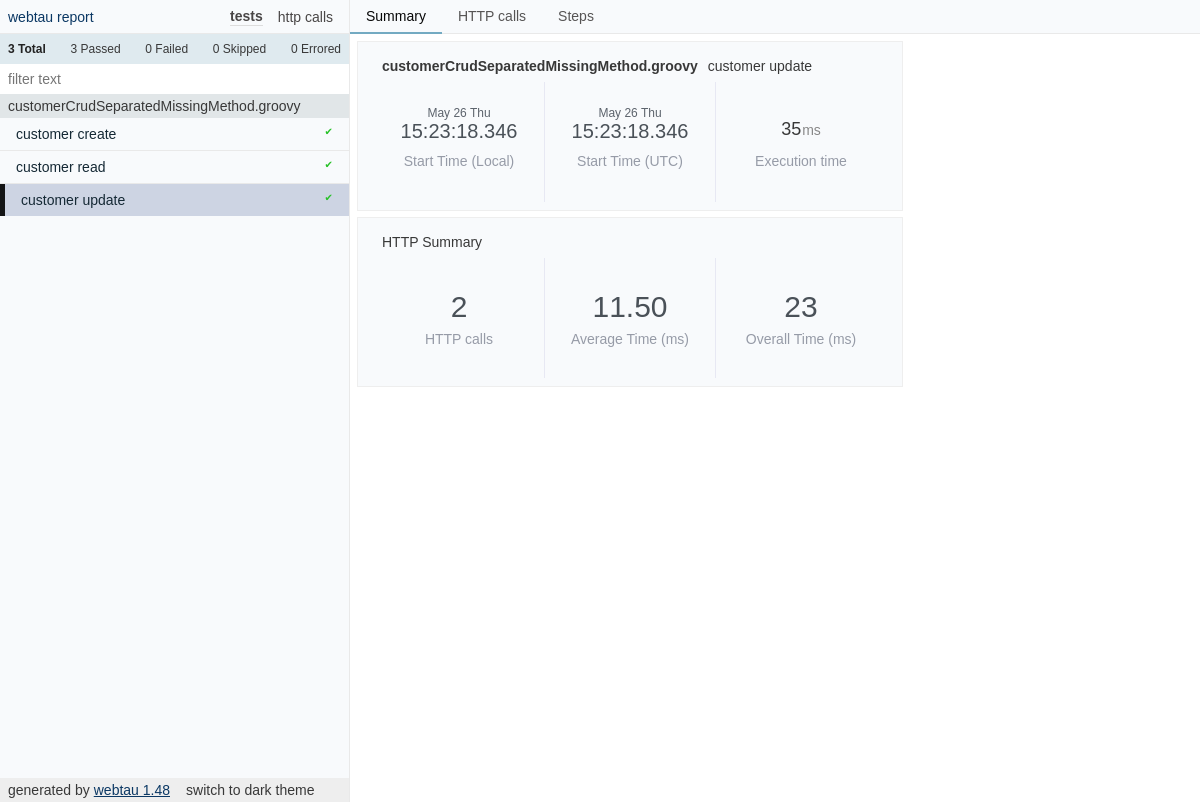 webtau report tests http calls
3 Total 3 Passed 0 Failed 0 Skipped 0 Errored
filter text
customerCrudSeparatedMissingMethod.groovy
customer create
customer read
customer update
generated by webtau 1.48 switch to dark theme
Summary HTTP calls Steps
customerCrudSeparatedMissingMethod.groovy customer update
May 26 Thu
15:23:18.346
Start Time (Local)
May 26 Thu
15:23:18.346
Start Time (UTC)
35ms
Execution time
HTTP Summary
2
HTTP calls
11.50
Average Time (ms)
23
Overall Time (ms)